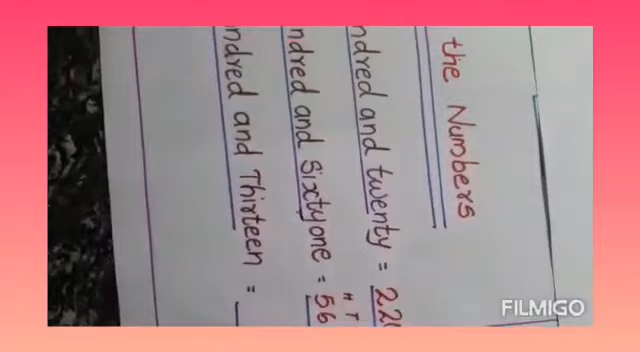 the Numbers
ndred and twenty = 22
H T
ndred and Sixtyone = 56
ndred and Thirteen =
FILMIGO